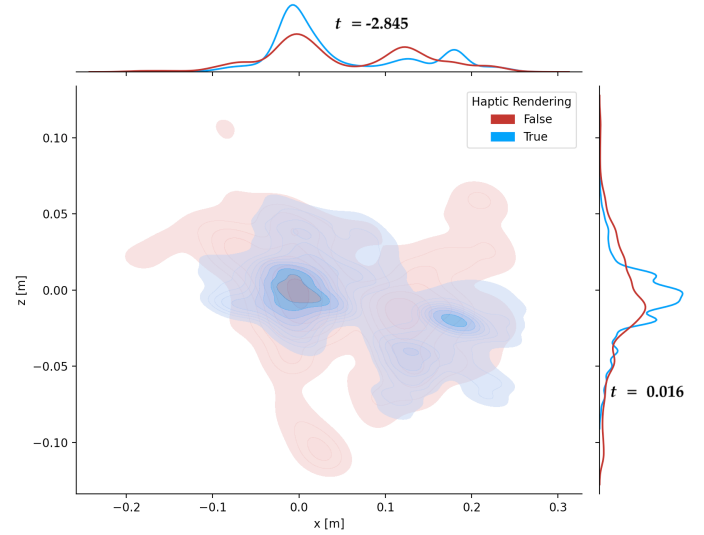 t = -2.845
Haptic Rendering
False
True
0.10
0.05
0.00
−0.05
−0.10
z [m]
t = 0.016
−0.2
−0.1
0.0
0.1
0.2
0.3
x [m]